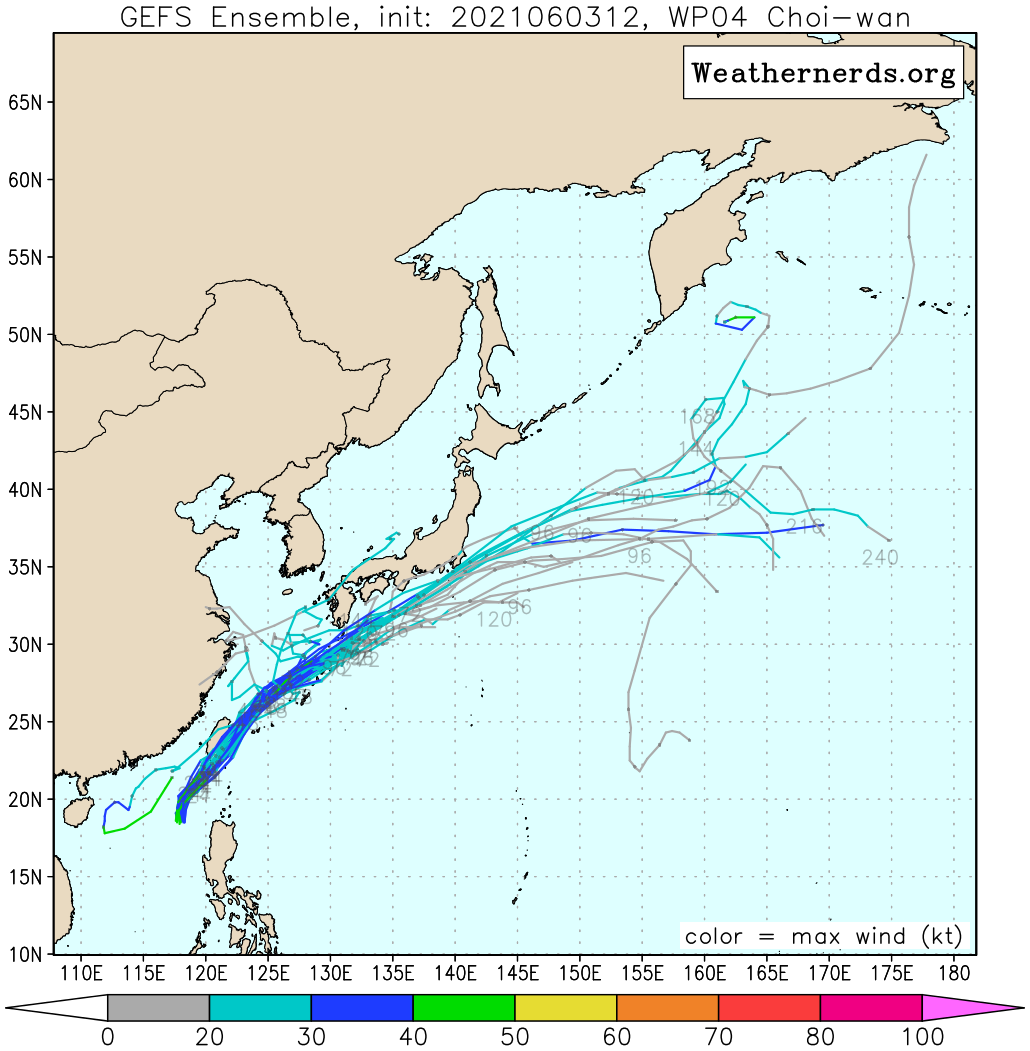 GEFS Ensemble, init: 2021060312, WP04 Choi-wan
Weathernerds.org
65N
60N
55N
50N
45N
40N
35N
30N
25N
20N
15N
10N
168
144
192
120
120
96
96
216
96
240
120
96
color = max wind (kt)
110E 115E 120E 125E 130E 135E 140E 145E 150E 155E 160E 165E 170E 175E 180
0 20 30 40 50 60 70 80 100